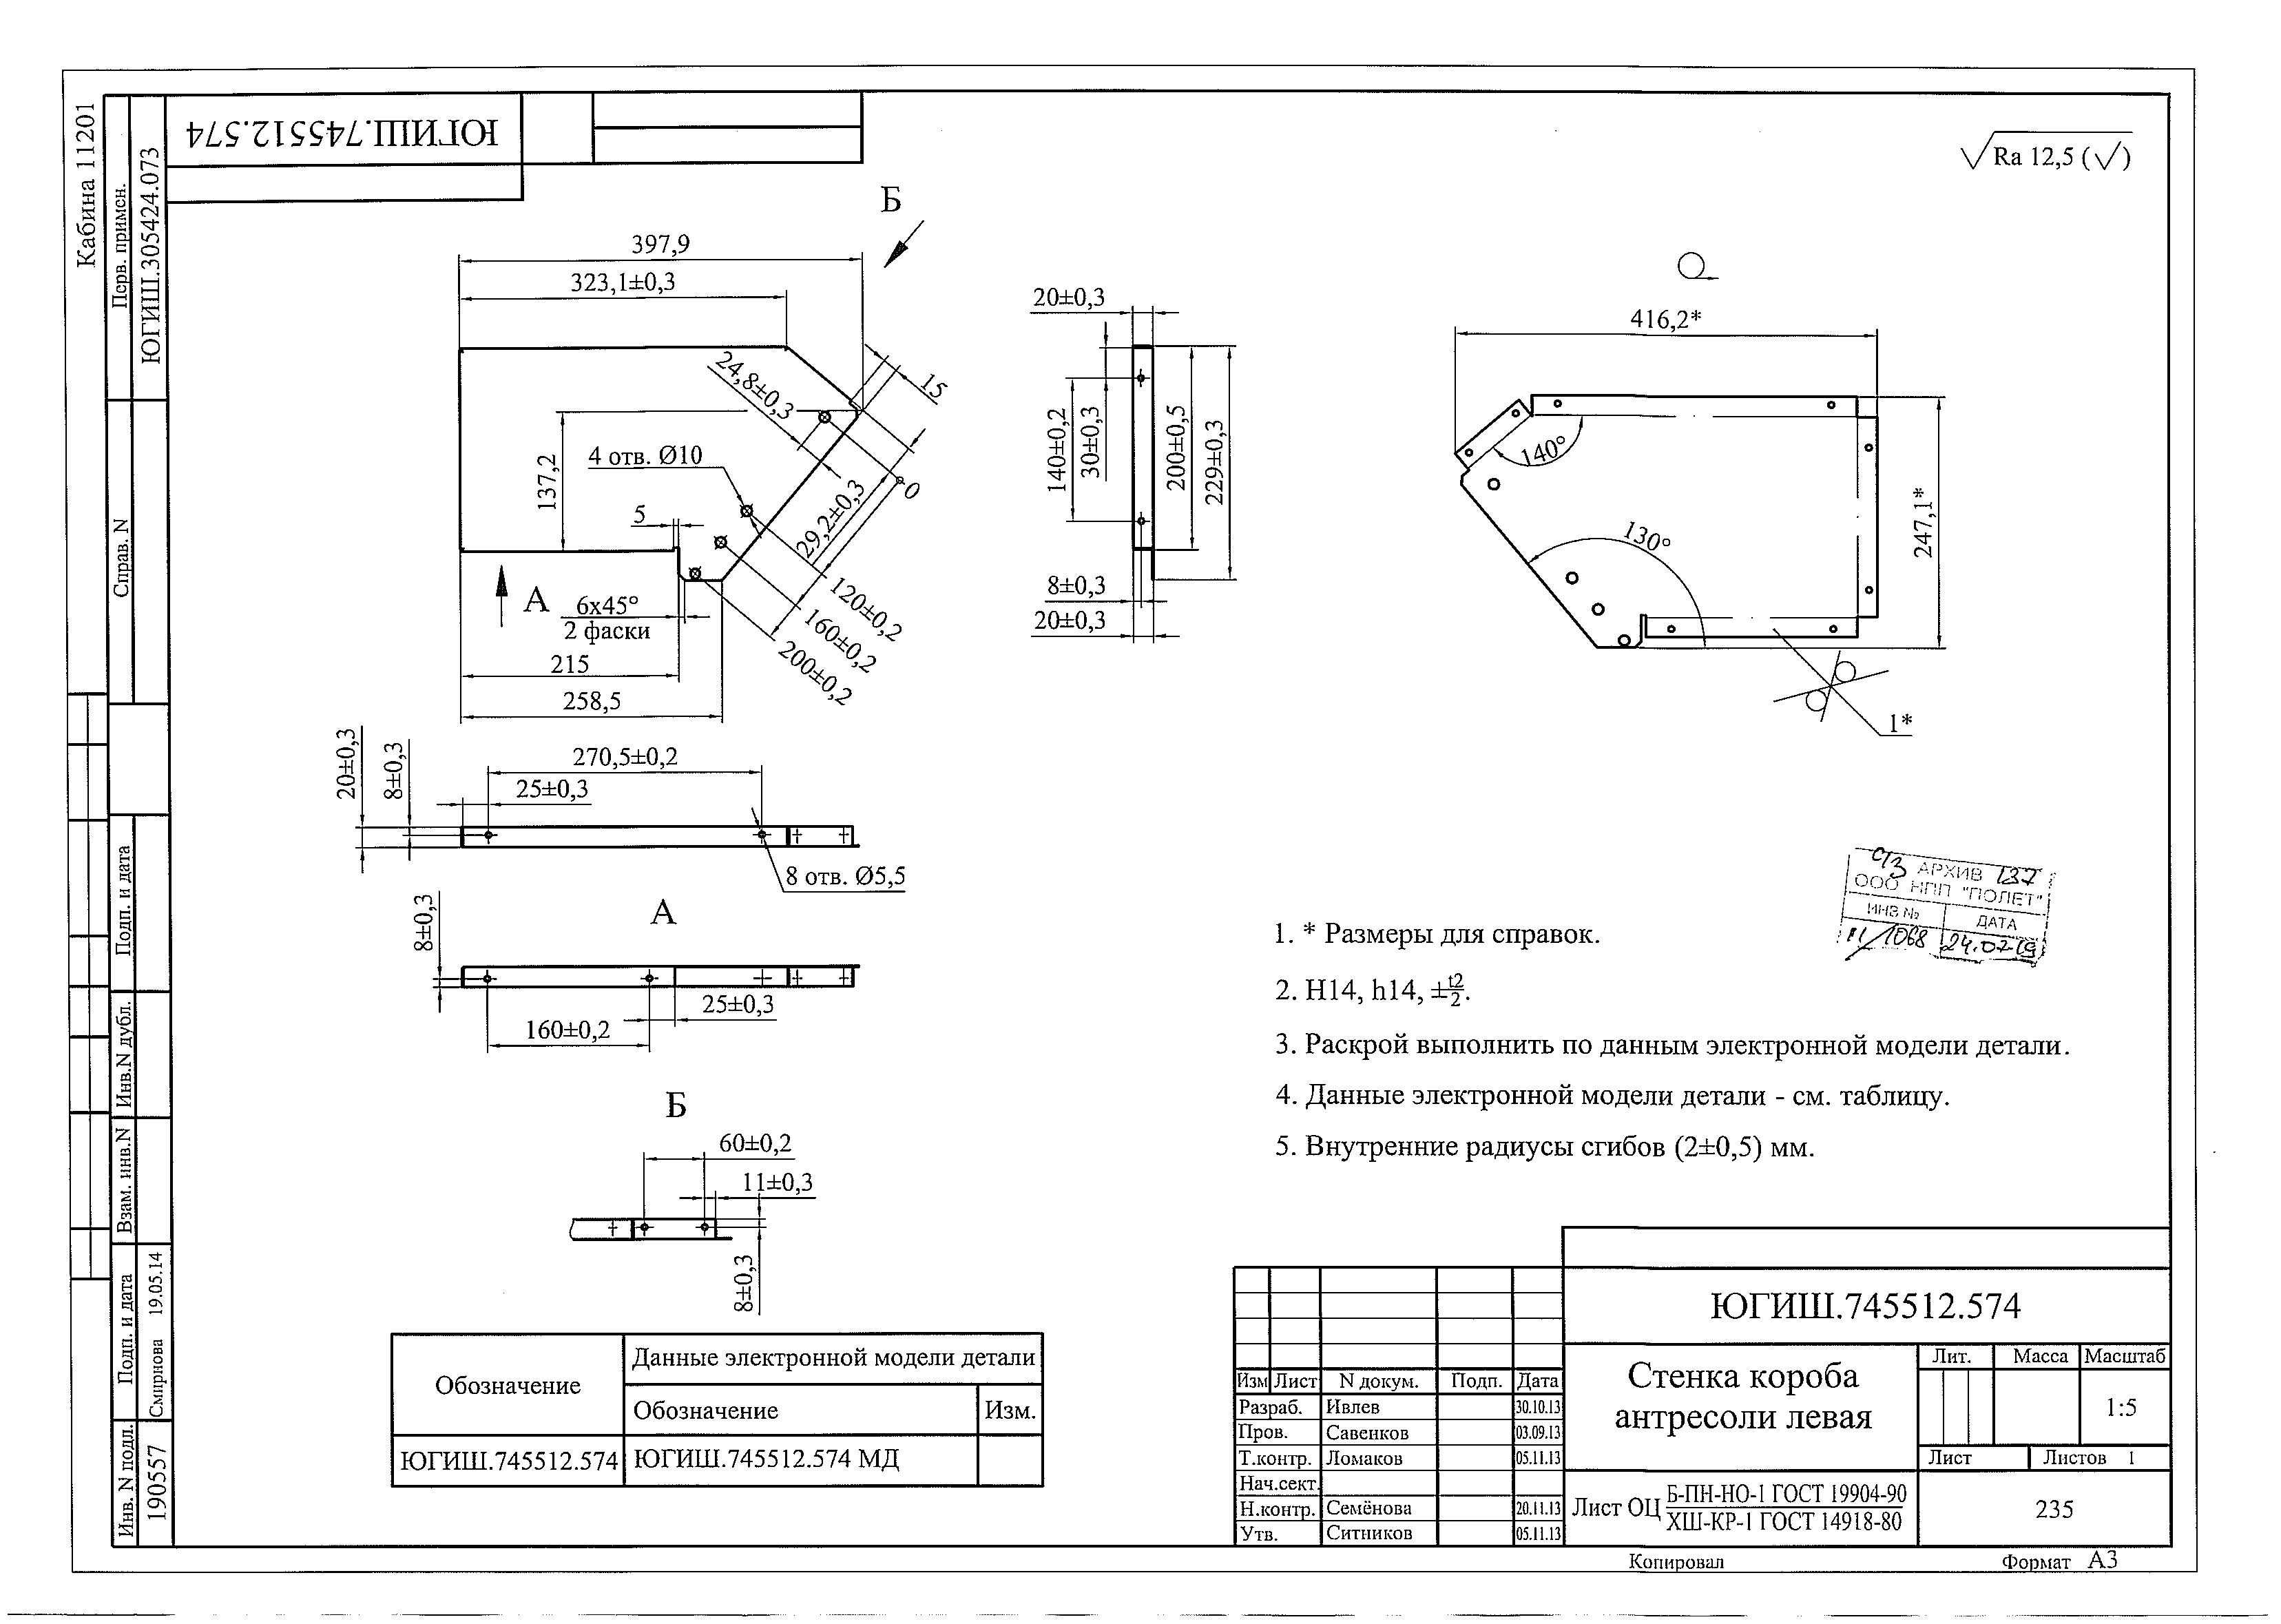 Кабина 11201
Перв. примен.
ЮГИШ.305424.073
Справ. N
Подп. и дата
Инв.N дубл.
Взам. инв.N
Подп. и дата
Смирнова 19.05.14
Инв. N подл.
190557
ЮГИШ.745512.574
Ra 12,5 (√)
Б
397,9
323,1±0,3
24,8±0,3
15
137,2
4 отв. Ø10
5
29,2±0,3
0
120±0,2
160±0,2
200±0,2
А
6x45°
2 фаски
215
258,5
20±0,3
140±0,2
30±0,3
200±0,5
229±0,3
8±0,3
20±0,3
416,2*
140°
130°
247,1*
1*
20±0,3
8±0,3
270,5±0,2
25±0,3
8 отв. Ø5,5
А
8±0,3
25±0,3
160±0,2
Б
60±0,2
11±0,3
8±0,3
АРХИВ 137
ООО НПП "ПОЛЕТ"
ИНВ № ДАТА
11/1068 24.02.19
1. * Размеры для справок.
2. H14, h14, ±t2/2.
3. Раскрой выполнить по данным электронной модели детали.
4. Данные электронной модели детали - см. таблицу.
5. Внутренние радиусы сгибов (2±0,5) мм.
Обозначение
Данные электронной модели детали
Обозначение Изм.
ЮГИШ.745512.574 ЮГИШ.745512.574 МД
ЮГИШ.745512.574
Изм Лист N докум. Подп. Дата
Разраб. Ивлев 30.10.13
Пров. Савенков 03.09.13
Т.контр. Ломаков 05.11.13
Нач.сект.
Н.контр. Семёнова 20.11.13
Утв. Ситников 05.11.13
Стенка короба
антресоли левая
Лит. Масса Масштаб
1:5
Лист Листов 1
Лист ОЦ Б-ПН-НО-1 ГОСТ 19904-90
ХШ-КР-1 ГОСТ 14918-80
235
Копировал Формат А3